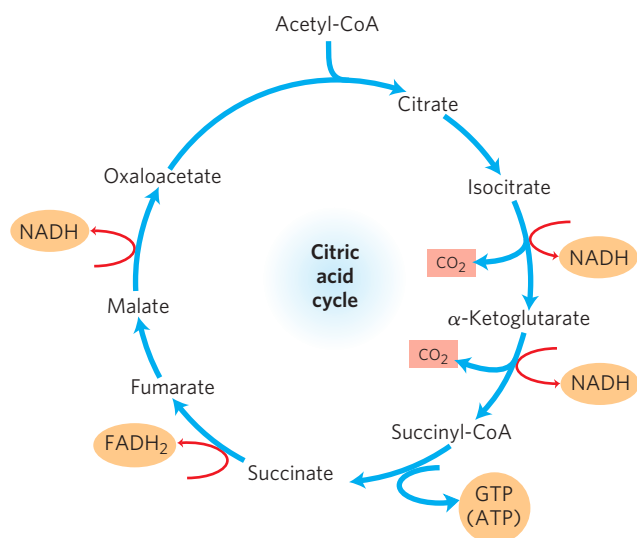 Acetyl-CoA
Citrate
Isocitrate
NADH
CO₂
α-Ketoglutarate
NADH
CO₂
Succinyl-CoA
GTP
(ATP)
Succinate
FADH₂
Fumarate
Malate
NADH
Oxaloacetate
Citric
acid
cycle